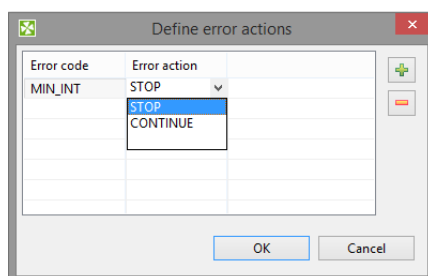 Define error actions
Error code Error action
MIN_INT STOP
STOP
CONTINUE
OK Cancel